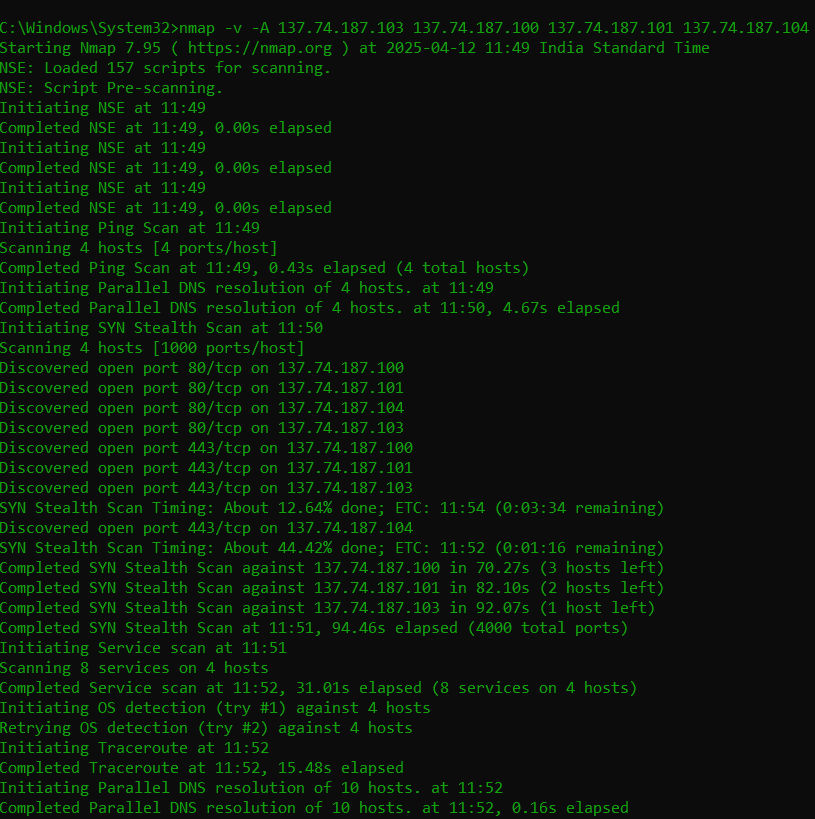 C:\Windows\System32>nmap -v -A 137.74.187.103 137.74.187.100 137.74.187.101 137.74.187.104
Starting Nmap 7.95 ( https://nmap.org ) at 2025-04-12 11:49 India Standard Time
NSE: Loaded 157 scripts for scanning.
NSE: Script Pre-scanning.
Initiating NSE at 11:49
Completed NSE at 11:49, 0.00s elapsed
Initiating NSE at 11:49
Completed NSE at 11:49, 0.00s elapsed
Initiating NSE at 11:49
Completed NSE at 11:49, 0.00s elapsed
Initiating Ping Scan at 11:49
Scanning 4 hosts [4 ports/host]
Completed Ping Scan at 11:49, 0.43s elapsed (4 total hosts)
Initiating Parallel DNS resolution of 4 hosts. at 11:49
Completed Parallel DNS resolution of 4 hosts. at 11:50, 4.67s elapsed
Initiating SYN Stealth Scan at 11:50
Scanning 4 hosts [1000 ports/host]
Discovered open port 80/tcp on 137.74.187.100
Discovered open port 80/tcp on 137.74.187.101
Discovered open port 80/tcp on 137.74.187.104
Discovered open port 80/tcp on 137.74.187.103
Discovered open port 443/tcp on 137.74.187.100
Discovered open port 443/tcp on 137.74.187.101
Discovered open port 443/tcp on 137.74.187.103
SYN Stealth Scan Timing: About 12.64% done; ETC: 11:54 (0:03:34 remaining)
Discovered open port 443/tcp on 137.74.187.104
SYN Stealth Scan Timing: About 44.42% done; ETC: 11:52 (0:01:16 remaining)
Completed SYN Stealth Scan against 137.74.187.100 in 70.27s (3 hosts left)
Completed SYN Stealth Scan against 137.74.187.101 in 82.10s (2 hosts left)
Completed SYN Stealth Scan against 137.74.187.103 in 92.07s (1 host left)
Completed SYN Stealth Scan at 11:51, 94.46s elapsed (4000 total ports)
Initiating Service scan at 11:51
Scanning 8 services on 4 hosts
Completed Service scan at 11:52, 31.01s elapsed (8 services on 4 hosts)
Initiating OS detection (try #1) against 4 hosts
Retrying OS detection (try #2) against 4 hosts
Initiating Traceroute at 11:52
Completed Traceroute at 11:52, 15.48s elapsed
Initiating Parallel DNS resolution of 10 hosts. at 11:52
Completed Parallel DNS resolution of 10 hosts. at 11:52, 0.16s elapsed